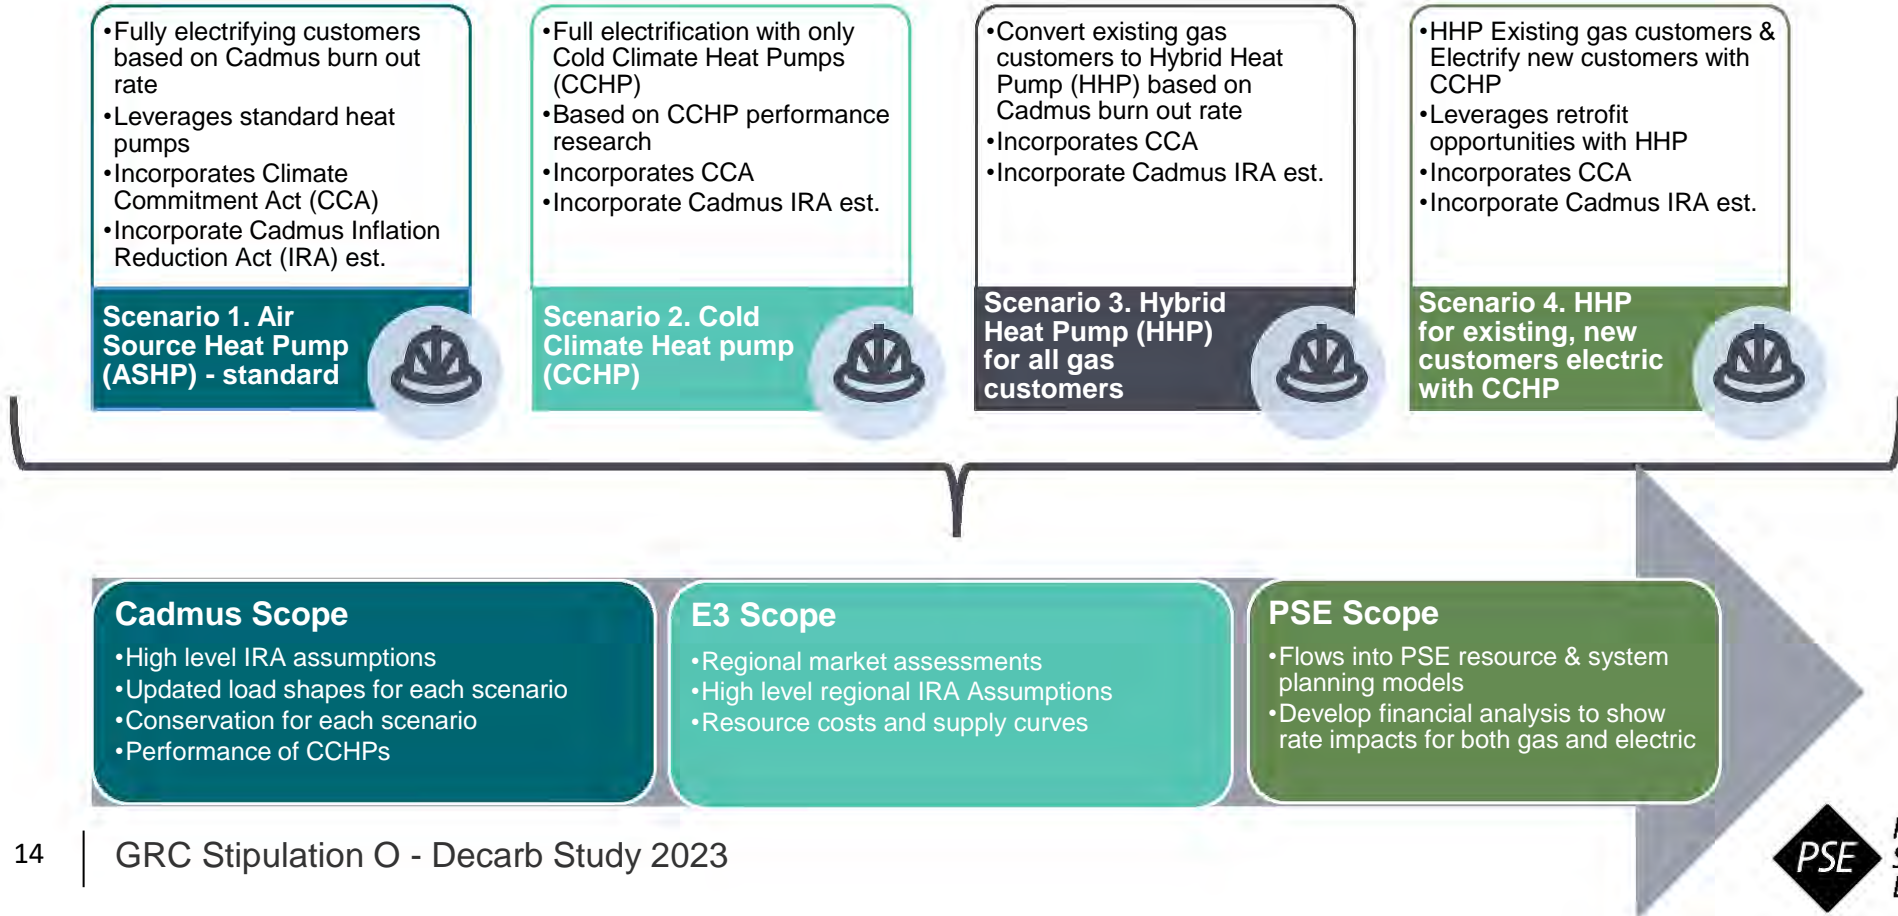 •Fully electrifying customers
based on Cadmus burn out
rate
•Leverages standard heat
pumps
•Incorporates Climate
Commitment Act (CCA)
•Incorporate Cadmus Inflation
Reduction Act (IRA) est.
Scenario 1. Air
Source Heat Pump
(ASHP) - standard
•Full electrification with only
Cold Climate Heat Pumps
(CCHP)
•Based on CCHP performance
research
•Incorporates CCA
•Incorporate Cadmus IRA est.
Scenario 2. Cold
Climate Heat pump
(CCHP)
•Convert existing gas
customers to Hybrid Heat
Pump (HHP) based on
Cadmus burn out rate
•Incorporates CCA
•Incorporate Cadmus IRA est.
Scenario 3. Hybrid
Heat Pump (HHP)
for all gas
customers
•HHP Existing gas customers &
Electrify new customers with
CCHP
•Leverages retrofit
opportunities with HHP
•Incorporates CCA
•Incorporate Cadmus IRA est.
Scenario 4. HHP
for existing, new
customers electric
with CCHP
Cadmus Scope
•High level IRA assumptions
•Updated load shapes for each scenario
•Conservation for each scenario
•Performance of CCHPs
E3 Scope
•Regional market assessments
•High level regional IRA Assumptions
•Resource costs and supply curves
PSE Scope
•Flows into PSE resource & system
planning models
•Develop financial analysis to show
rate impacts for both gas and electric
14
GRC Stipulation O - Decarb Study 2023
PSE